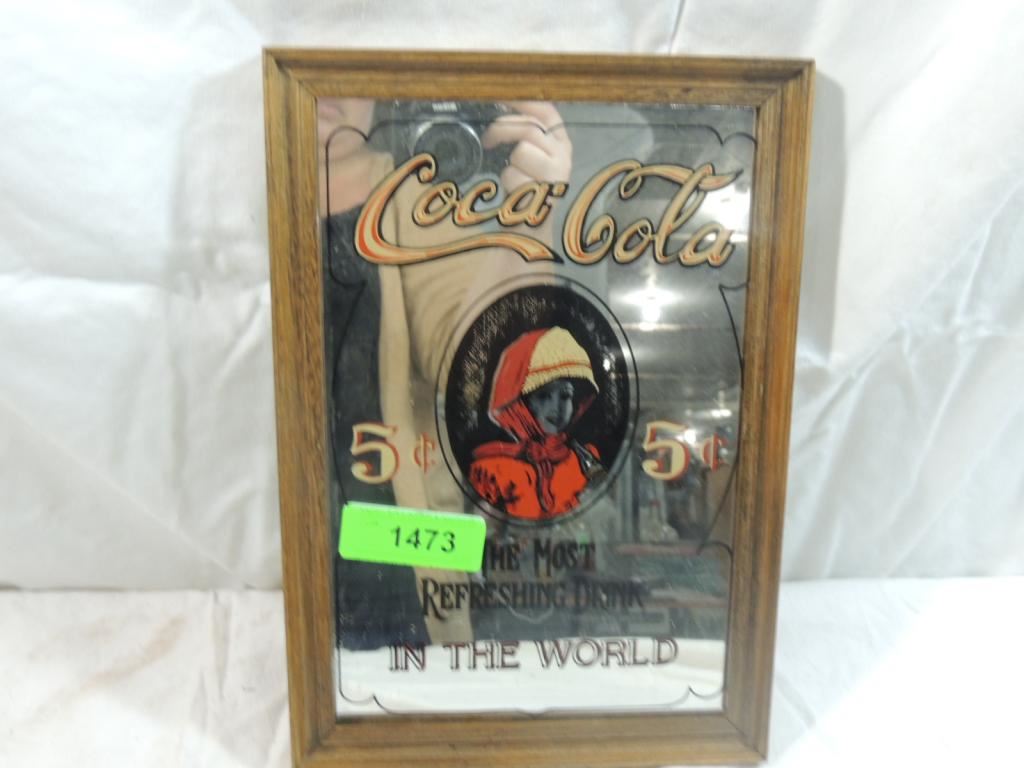 Coca-Cola
5¢ 5¢
1473
THE MOST
REFRESHING DRINK
IN THE WORLD